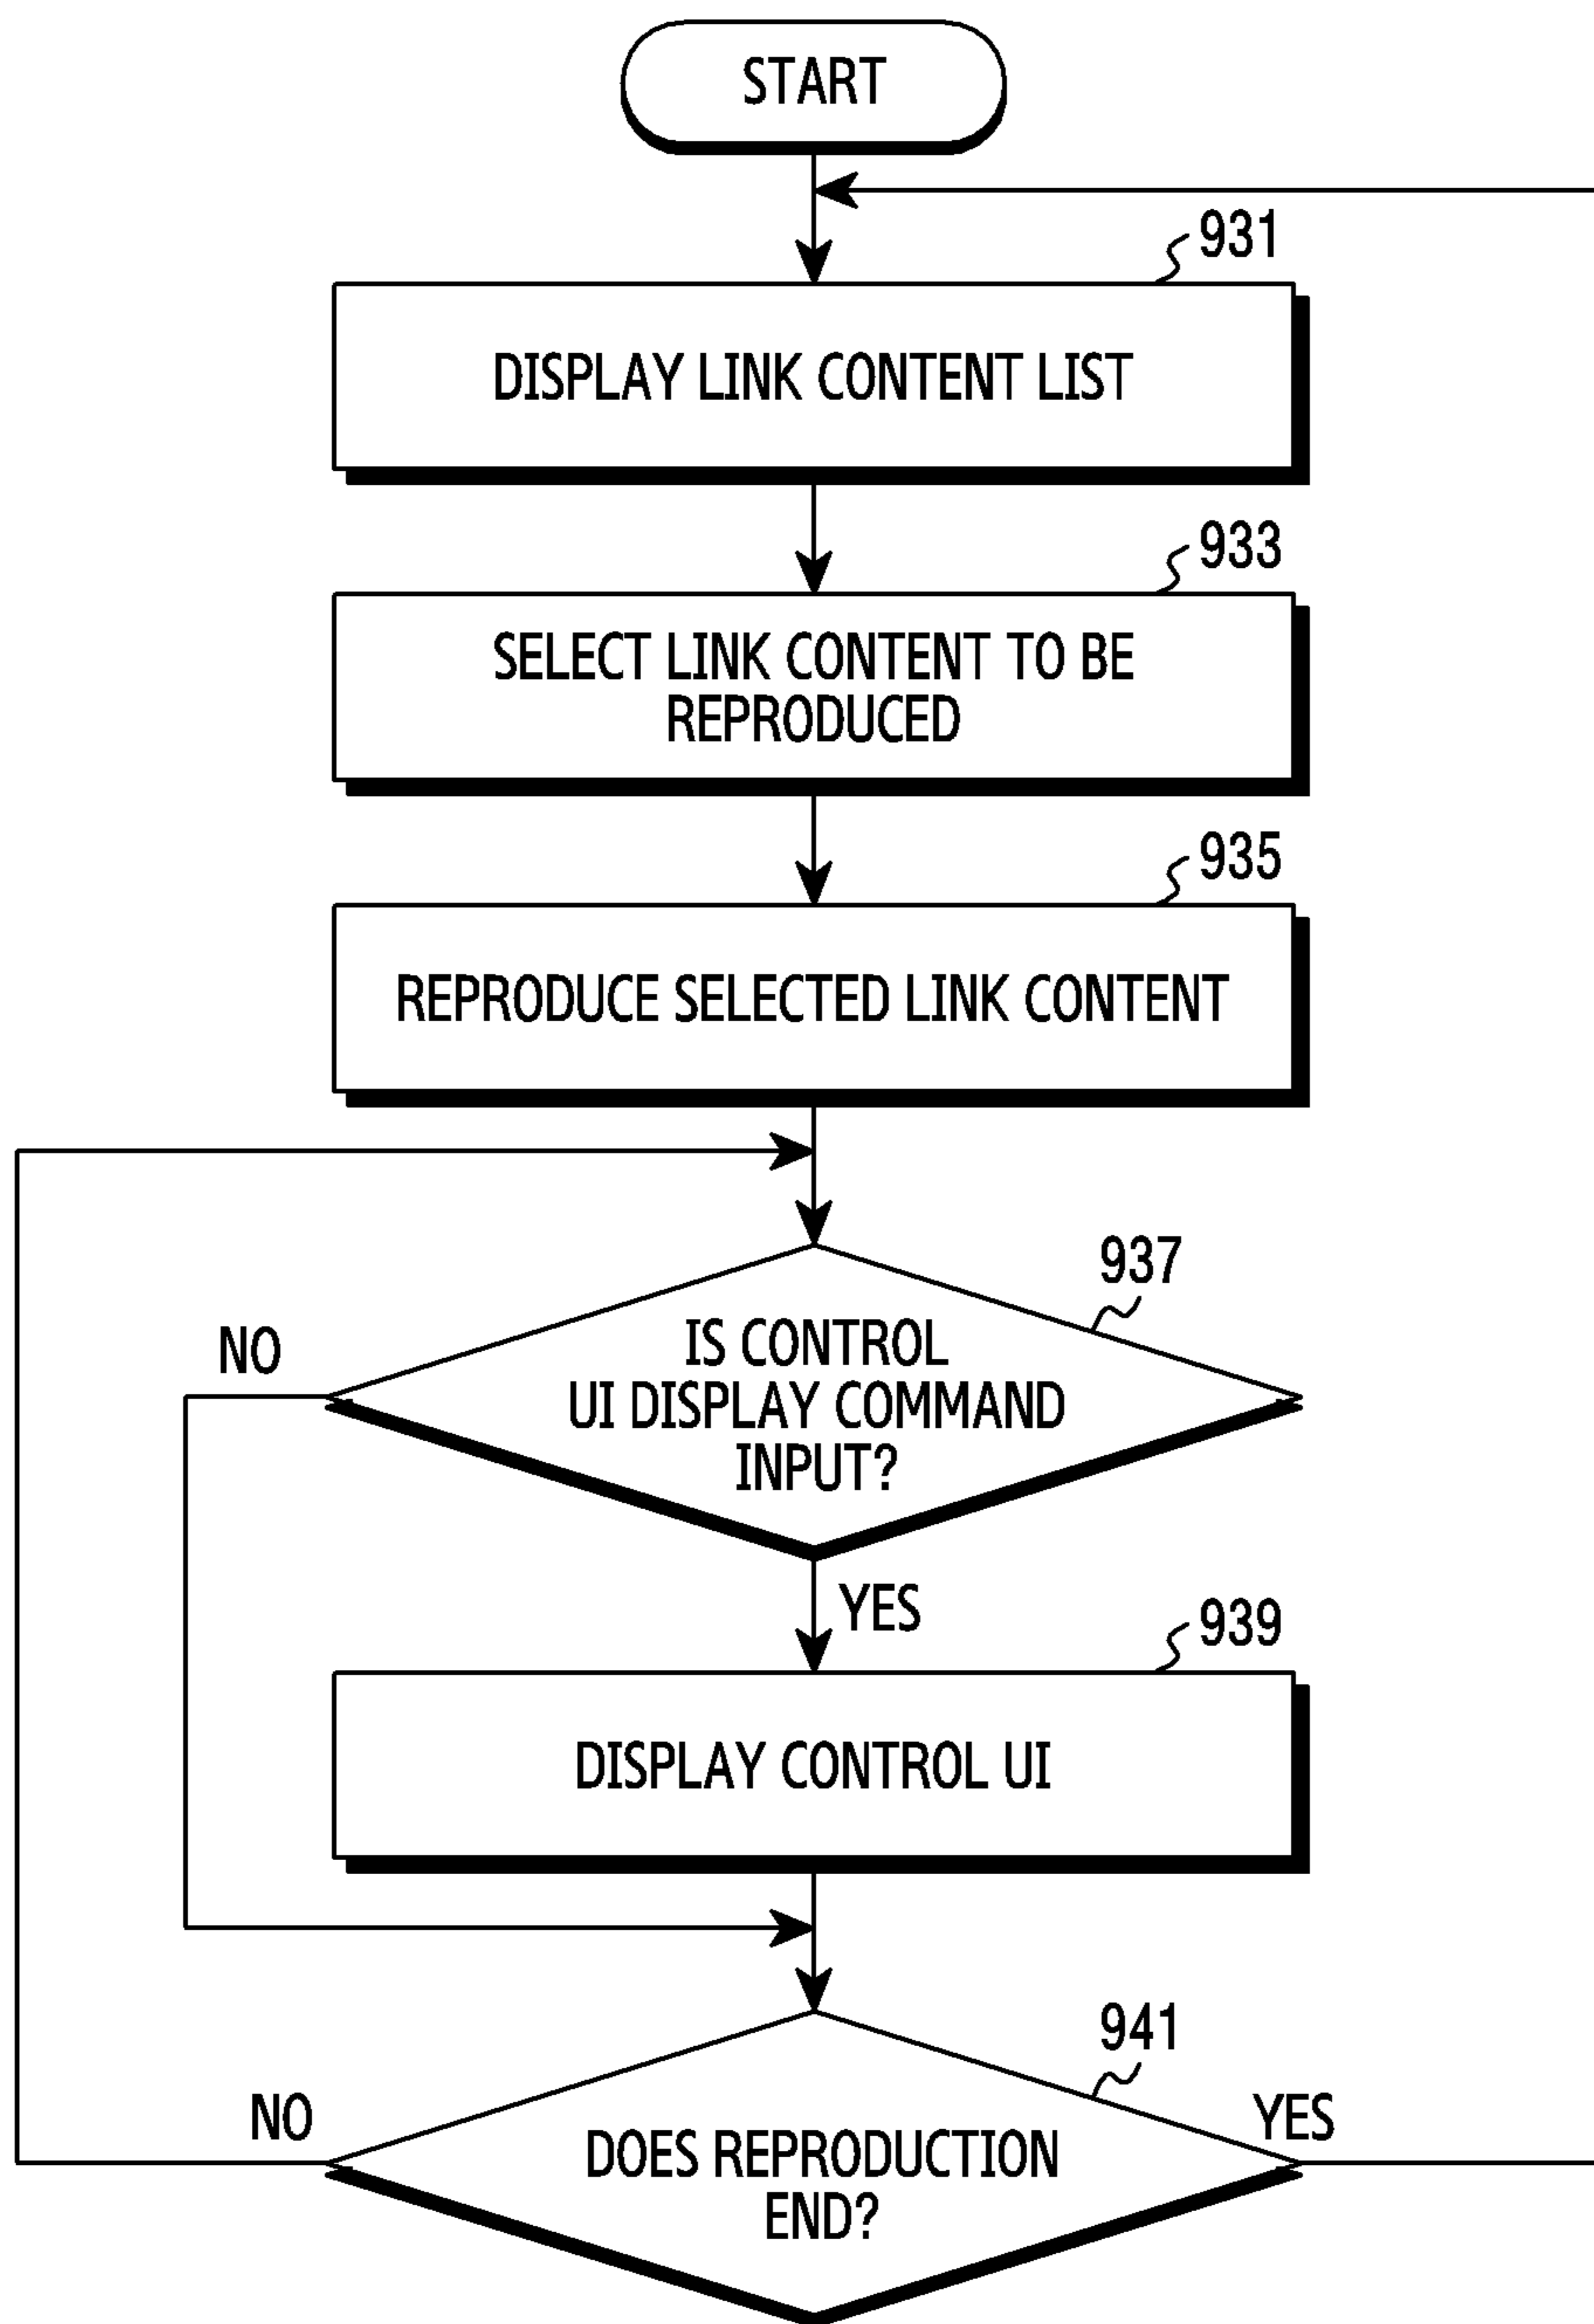 START
931
DISPLAY LINK CONTENT LIST
933
SELECT LINK CONTENT TO BE
REPRODUCED
935
REPRODUCE SELECTED LINK CONTENT
937
NO
IS CONTROL
UI DISPLAY COMMAND
INPUT?
YES
939
DISPLAY CONTROL UI
941
NO
YES
DOES REPRODUCTION
END?